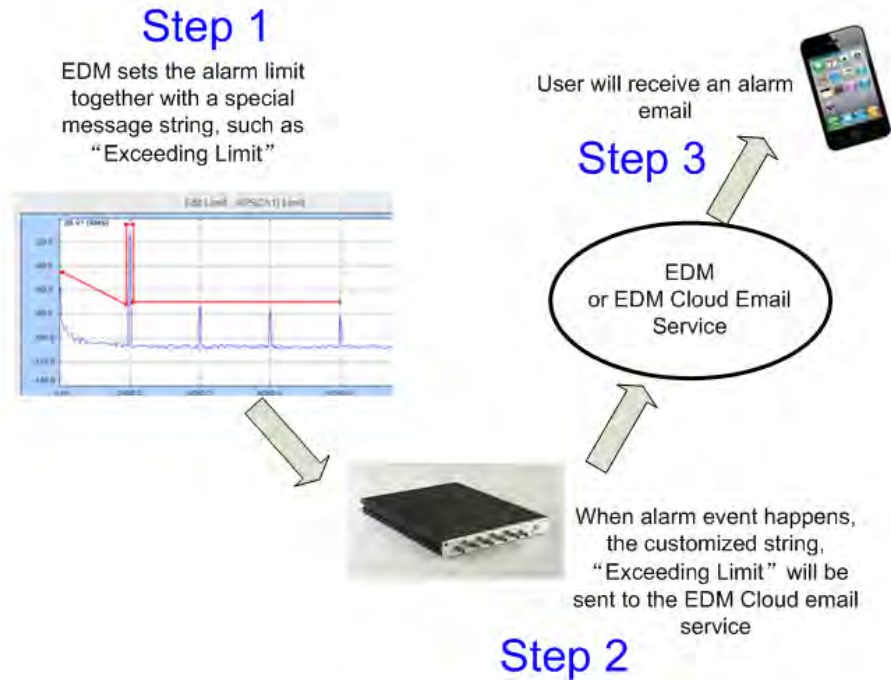 Step 1
EDM sets the alarm limit
together with a special
message string, such as
“Exceeding Limit”
User will receive an alarm
email
Step 3
EDM
or EDM Cloud Email
Service
When alarm event happens,
the customized string,
“Exceeding Limit” will be
sent to the EDM Cloud email
service
Step 2